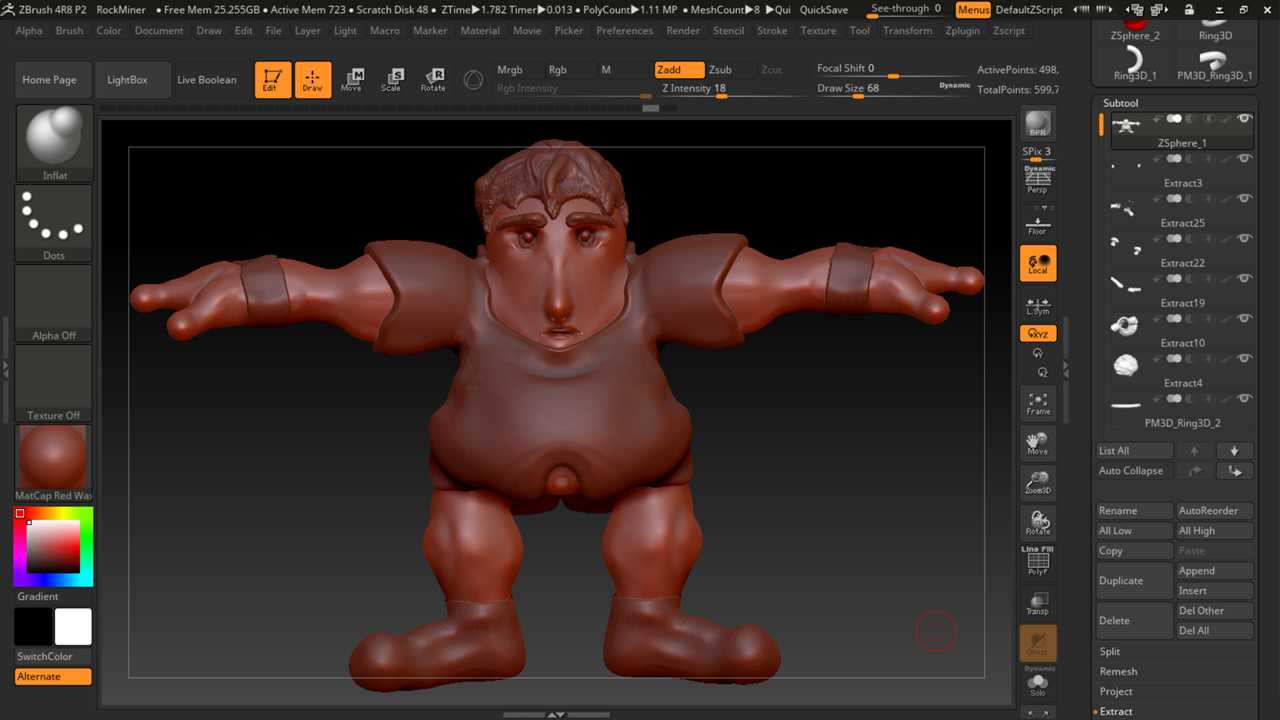 ZBrush 4R8 P2 RockMiner • Free Mem 25.255GB • Active Mem 723 • Scratch Disk 48 • ZTime▶1.782 Timer▶0.013 • PolyCount▶1.11 MP • MeshCount▶8 ▶Qui QuickSave See-through 0 Menus DefaultZScript
Alpha Brush Color Document Draw Edit File Layer Light Macro Marker Material Movie Picker Preferences Render Stencil Stroke Texture Tool Transform Zplugin Zscript
ZSphere_2 Ring3D
Ring3D_1 PM3D_Ring3D_1
Home Page LightBox Live Boolean Edit Draw Move Scale Rotate
Mrgb Rgb M Zadd Zsub Zcut Focal Shift 0 ActivePoints: 498,
Rgb Intensity Z Intensity 18 Draw Size 68 Dynamic TotalPoints: 599,7
Inflat
Dots
Alpha Off
Texture Off
MatCap Red Wax
Gradient
SwitchColor
Alternate
BPR
SPix 3
Dynamic
Persp
Floor
Local
L.Sym
XYZ
Frame
Move
Zoom3D
Rotate
Line Fill
PolyF
Transp
Ghost
Dynamic
Solo
Subtool
ZSphere_1
Extract3
Extract25
Extract22
Extract19
Extract10
Extract4
PM3D_Ring3D_2
List All
Auto Collapse
Rename AutoReorder
All Low All High
Copy Paste
Duplicate Append
Insert
Delete Del Other
Del All
Split
Remesh
Project
Extract